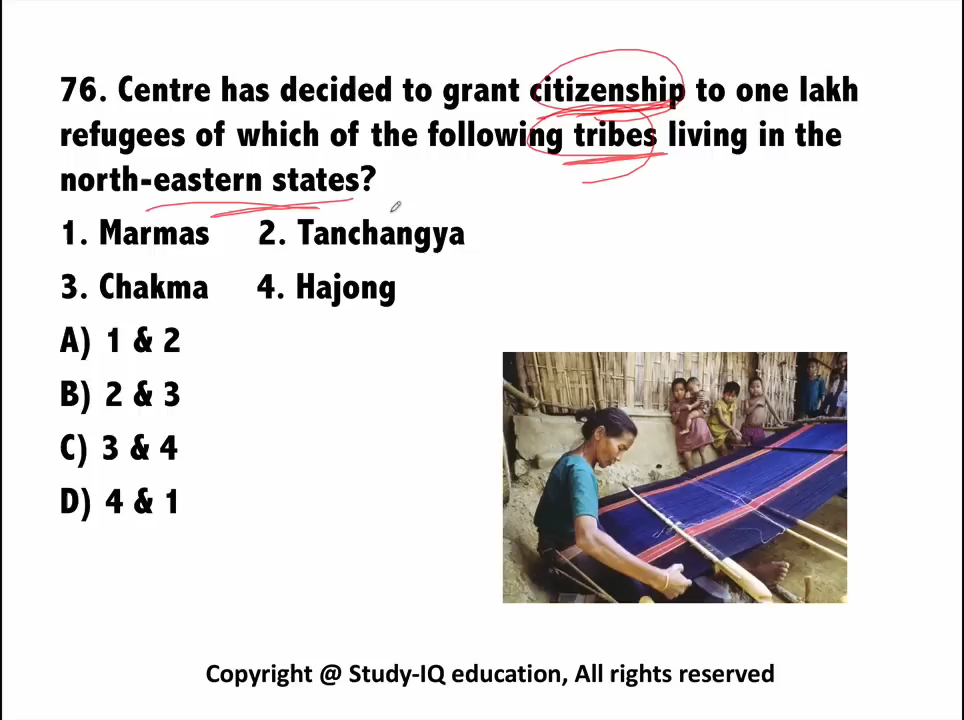 76. Centre has decided to grant citizenship to one lakh
refugees of which of the following tribes living in the
north-eastern states?
1. Marmas 2. Tanchangya
3. Chakma 4. Hajong
A) 1 & 2
B) 2 & 3
C) 3 & 4
D) 4 & 1
Copyright @ Study-IQ education, All rights reserved